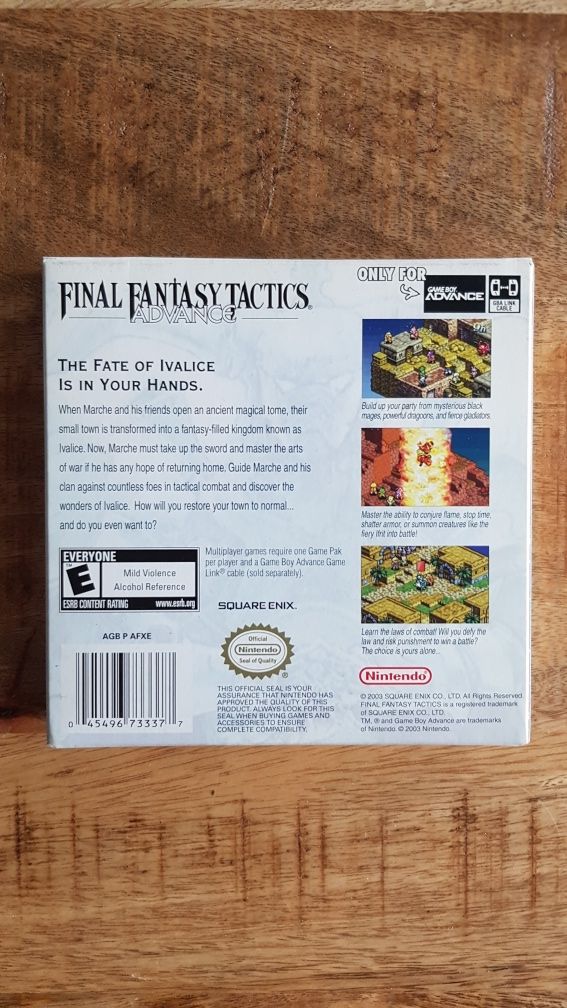 FINAL FANTASY TACTICS®
ADVANCE
THE FATE OF IVALICE
IS IN YOUR HANDS.
When Marche and his friends open an ancient magical tome, their
small town is transformed into a fantasy-filled kingdom known as
Ivalice. Now, Marche must take up the sword and master the arts
of war if he has any hope of returning home. Guide Marche and his
clan against countless foes in tactical combat and discover the
wonders of Ivalice. How will you restore your town to normal...
and do you even want to?
EVERYONE
E
Mild Violence
Alcohol Reference
ESRB CONTENT RATING www.esrb.org
Multiplayer games require one Game Pak
per player and a Game Boy Advance Game
Link® cable (sold separately).
SQUARE ENIX.
AGB P AFXE
0 45496 73337 7
Official
Nintendo
Seal of Quality
®
THIS OFFICIAL SEAL IS YOUR
ASSURANCE THAT NINTENDO HAS
APPROVED THE QUALITY OF THIS
PRODUCT. ALWAYS LOOK FOR THIS
SEAL WHEN BUYING GAMES AND
ACCESSORIES TO ENSURE
COMPLETE COMPATIBILITY.
ONLY FOR
GAME BOY
ADVANCE
GBA LINK
CABLE
Build up your party from mysterious black
mages, powerful dragoons, and fierce gladiators.
Master the ability to conjure flame, stop time,
shatter armor, or summon creatures like the
fiery Ifrit into battle!
Learn the laws of combat! Will you defy the
law and risk punishment to win a battle?
The choice is yours alone...
Nintendo®
© 2003 SQUARE ENIX CO., LTD. All Rights Reserved.
FINAL FANTASY TACTICS is a registered trademark
of SQUARE ENIX CO., LTD.
TM, ® and Game Boy Advance are trademarks
of Nintendo. © 2003 Nintendo.